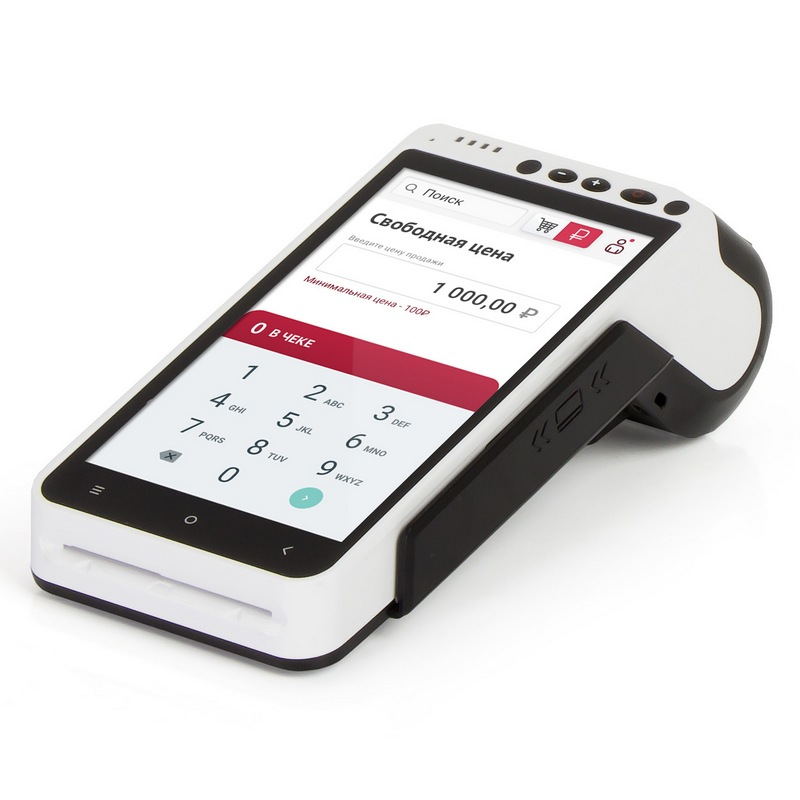 Поиск
Свободная цена
Введите цену продажи
1 000,00 ₽
Минимальная цена - 100₽
0 В ЧЕКЕ
1 2 ABC 3 DEF
4 GHI 5 JKL 6 MNO
7 PQRS 8 TUV 9 WXYZ
0